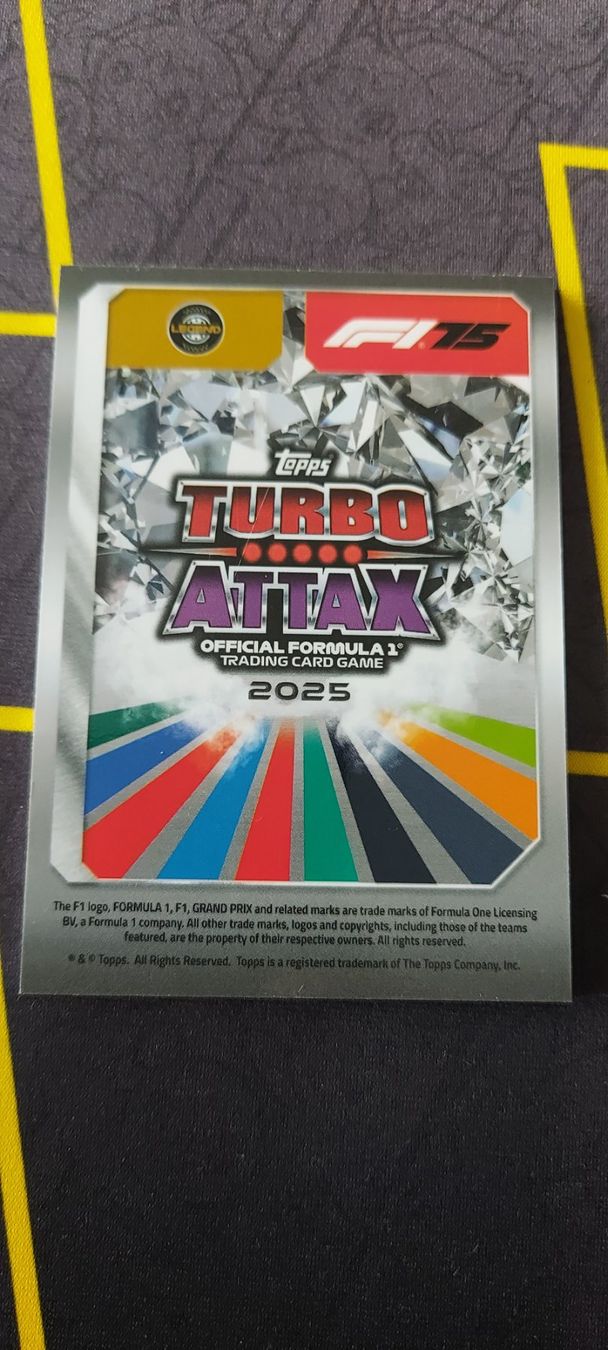 LEGEND
F1 75
TOPPS
TURBO
ATTAX
OFFICIAL FORMULA 1®
TRADING CARD GAME
2025
The F1 logo, FORMULA 1, F1, GRAND PRIX and related marks are trade marks of Formula One Licensing
BV, a Formula 1 company. All other trade marks, logos and copyrights, including those of the teams
featured, are the property of their respective owners. All rights reserved.
® & © Topps. All Rights Reserved. Topps is a registered trademark of The Topps Company, Inc.